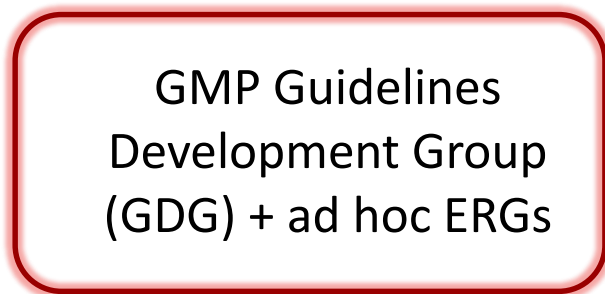 GMP Guidelines
Development Group
(GDG) + ad hoc ERGs